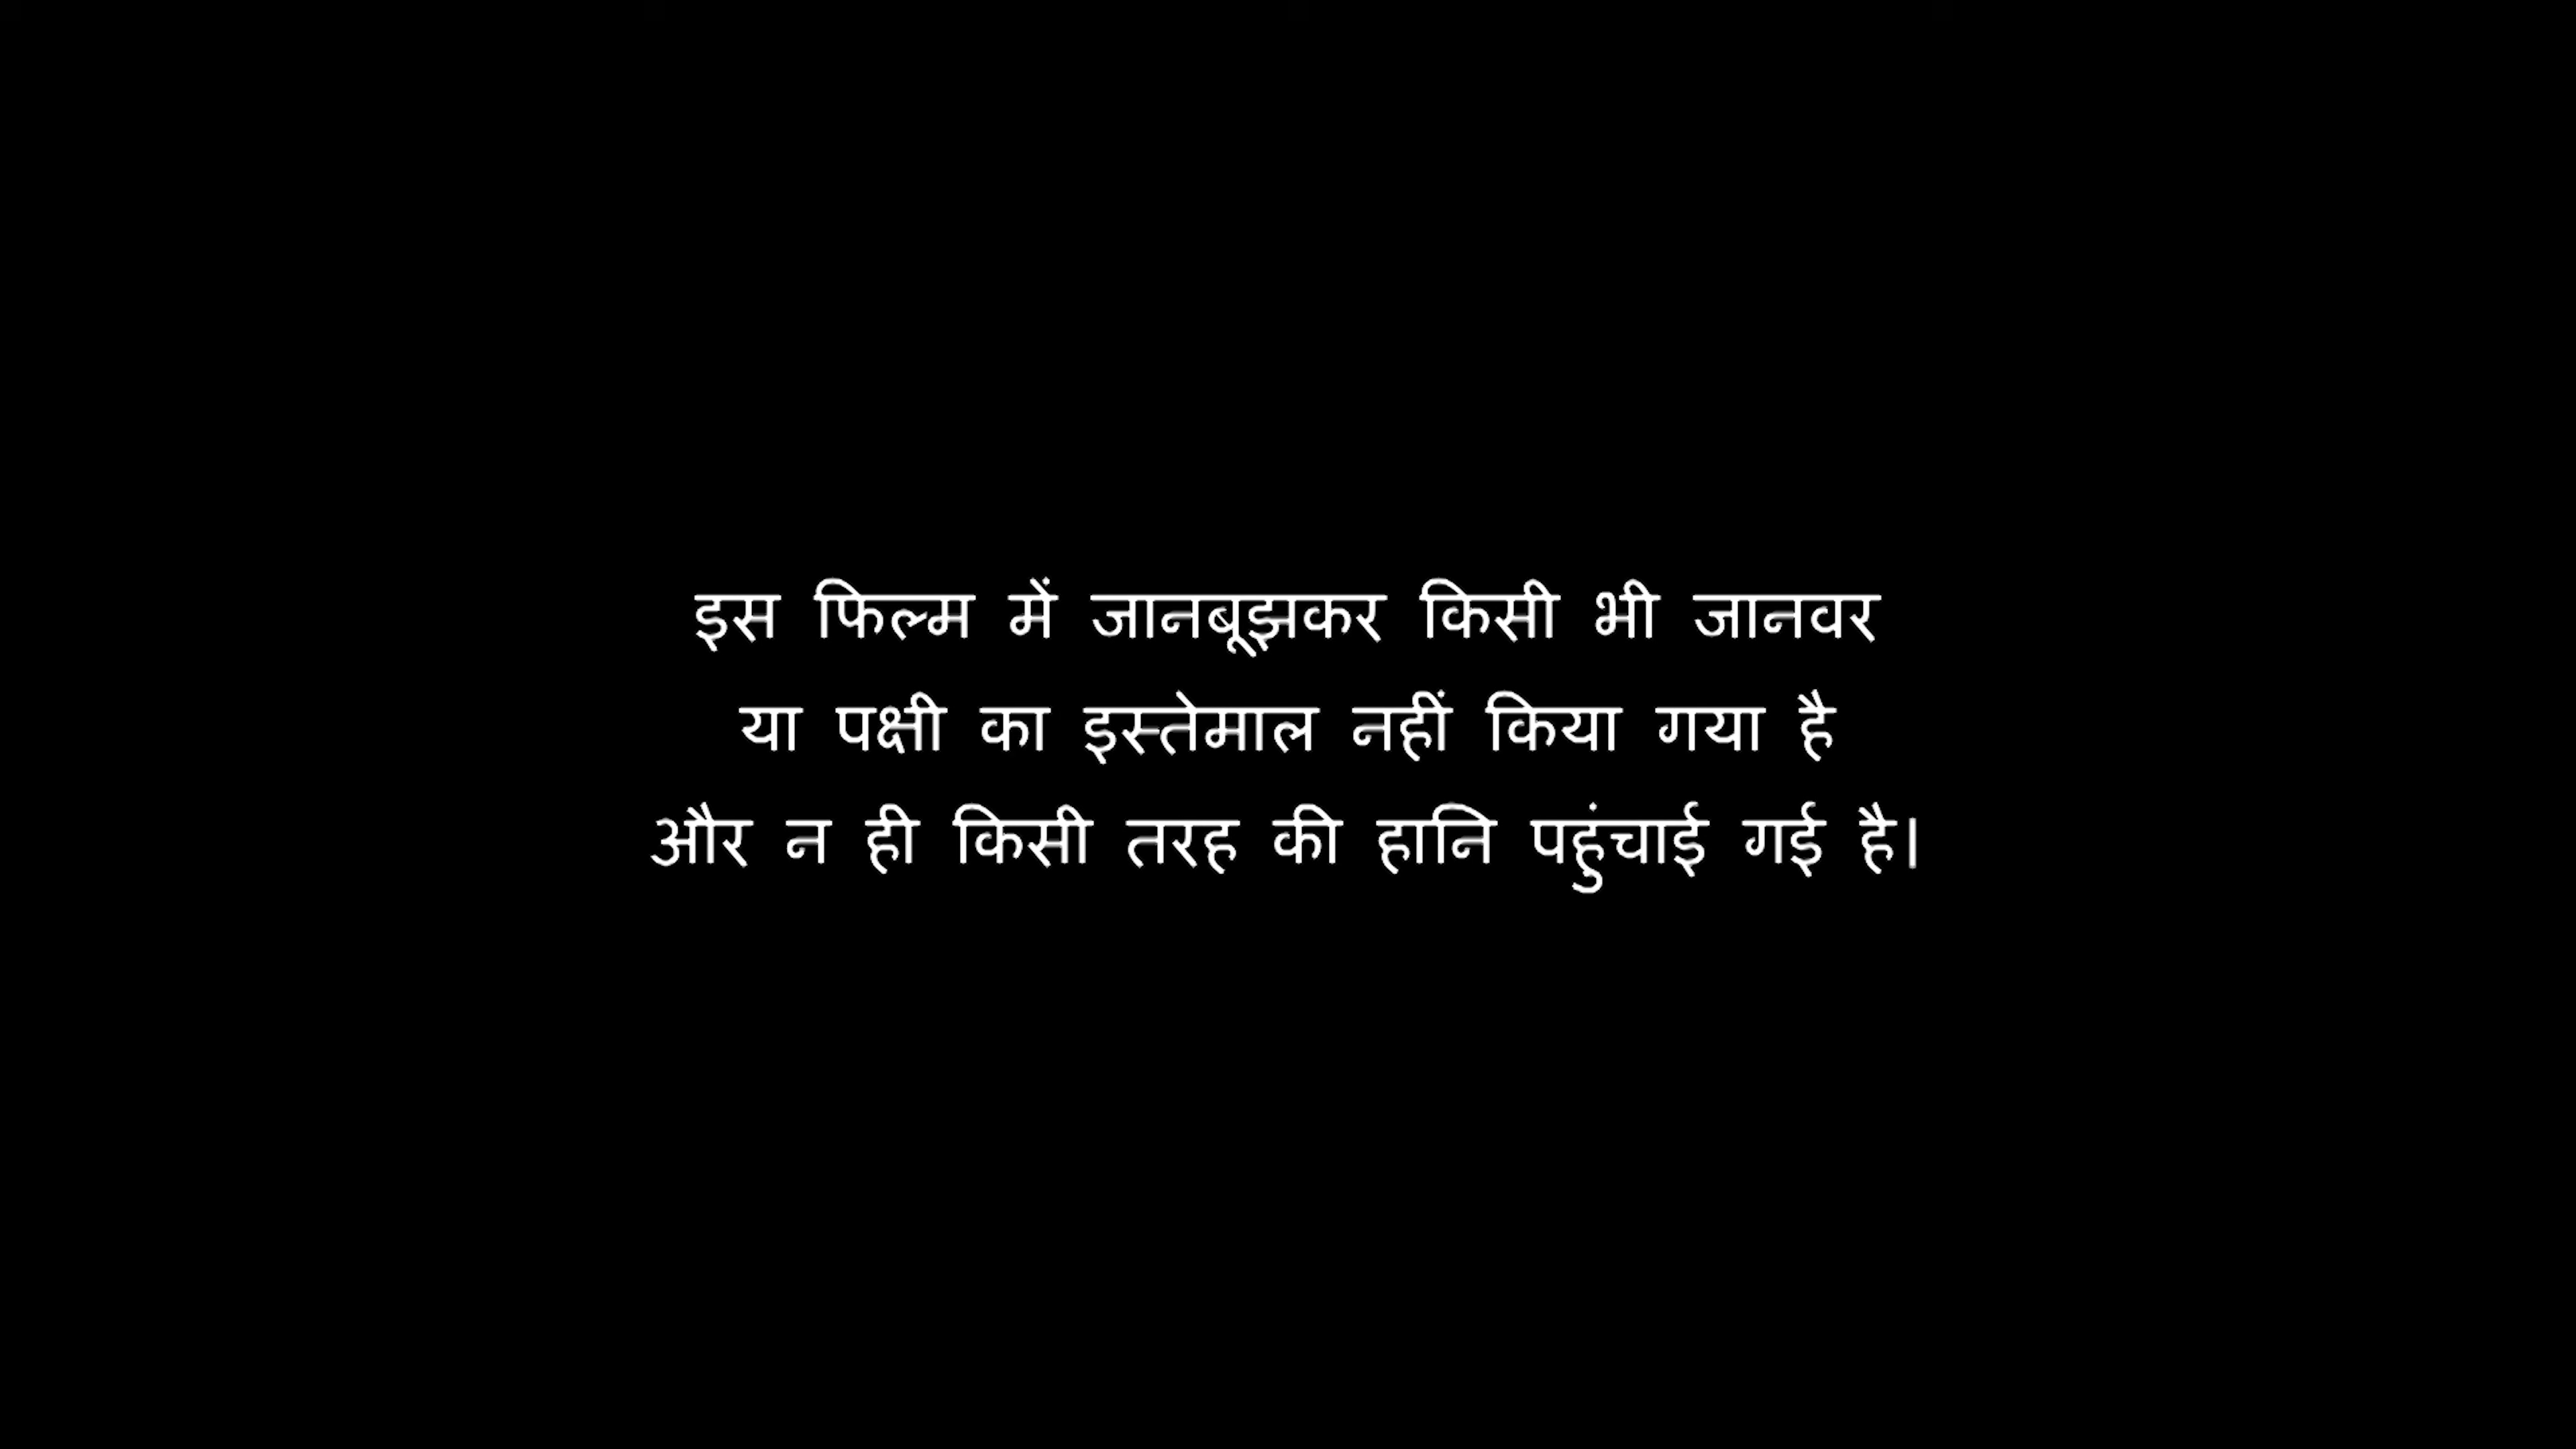 इस फिल्म में जानबूझकर किसी भी जानवर
या पक्षी का इस्तेमाल नहीं किया गया है
और न ही किसी तरह की हानि पहुंचाई गई है।